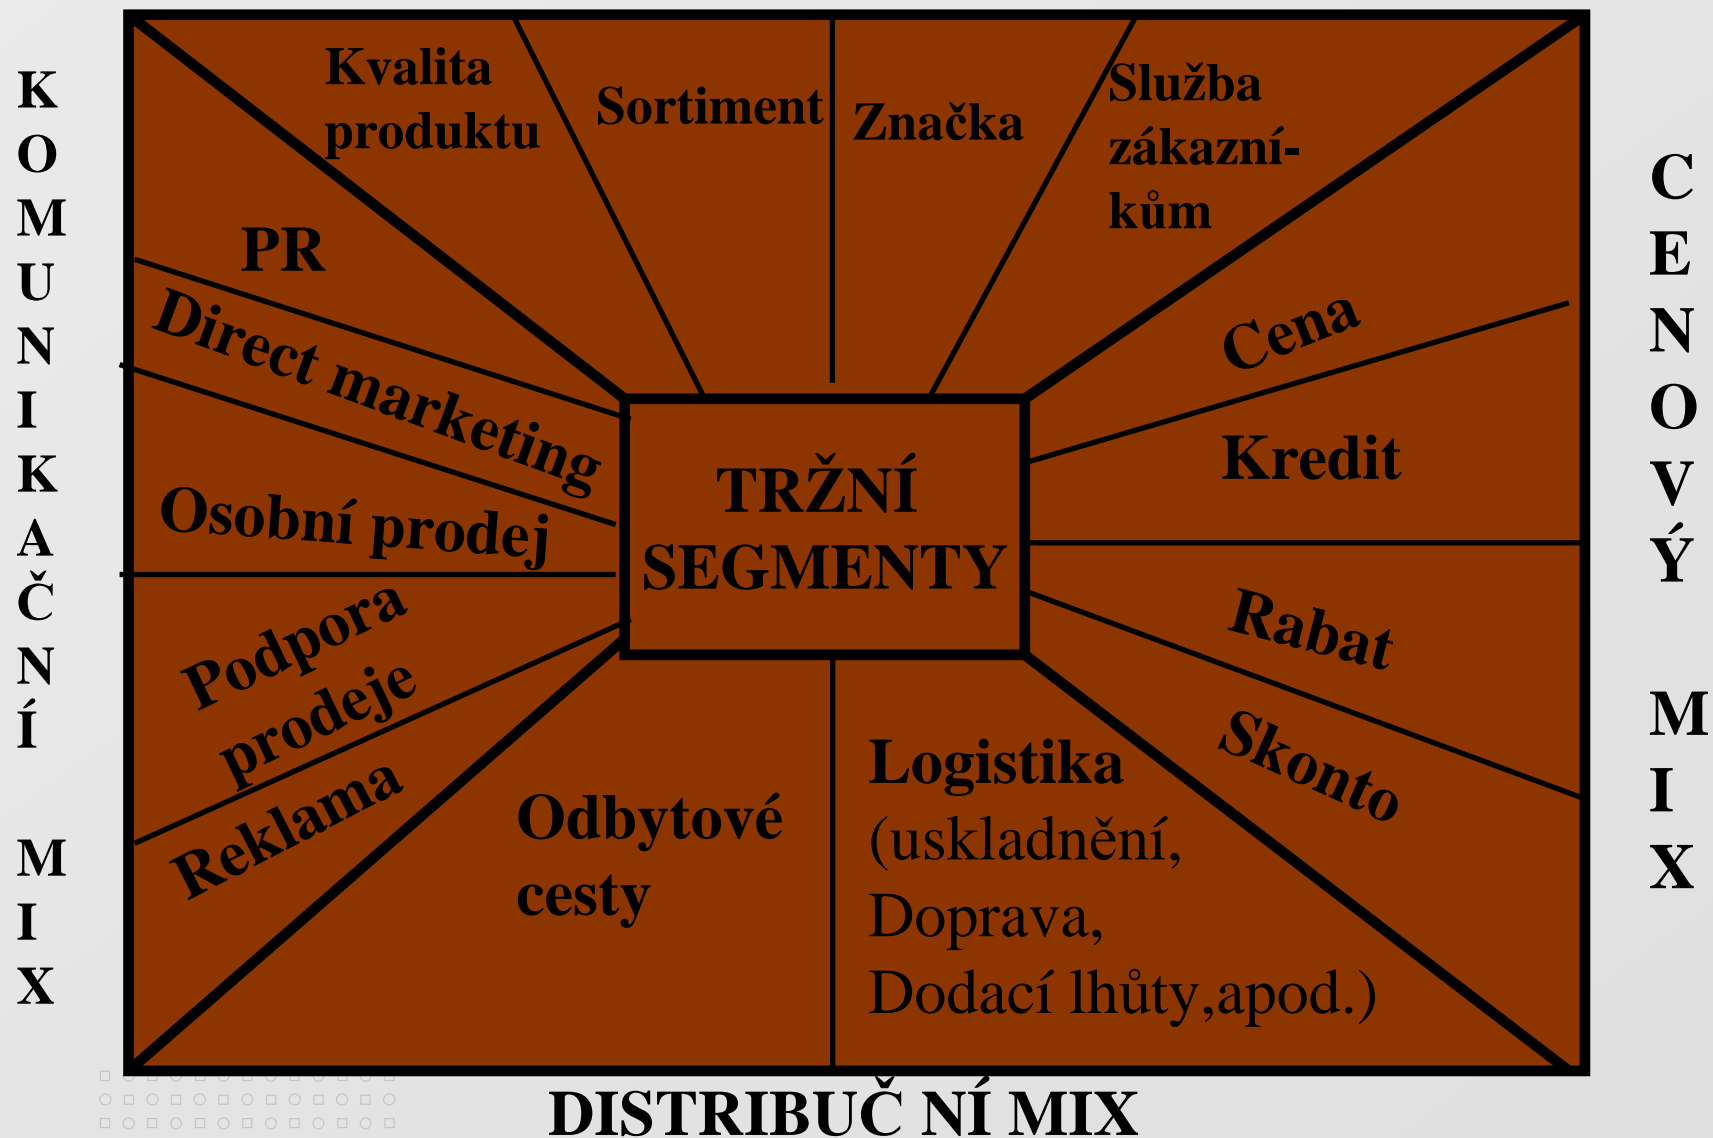 KOMUNIKAČNÍ MIX
Kvalita
produktu
Sortiment
Značka
Služba
zákazní-
kům
PR
Direct marketing
Osobní prodej
Podpora
prodeje
Reklama
TRŽNÍ
SEGMENTY
Cena
Kredit
Rabat
Skonto
Odbytové
cesty
Logistika
(uskladnění,
Doprava,
Dodací lhůty,apod.)
CENOVÝ MIX
DISTRIBUČ NÍ MIX